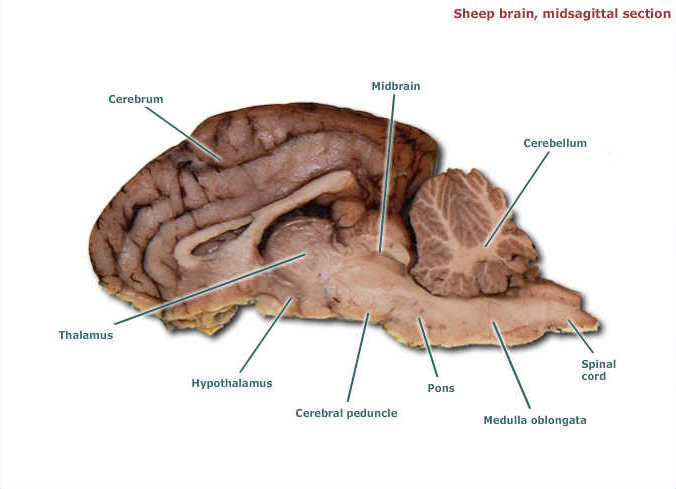 Sheep brain, midsagittal section
Midbrain
Cerebrum
Cerebellum
Thalamus
Hypothalamus
Cerebral peduncle
Pons
Medulla oblongata
Spinal
cord